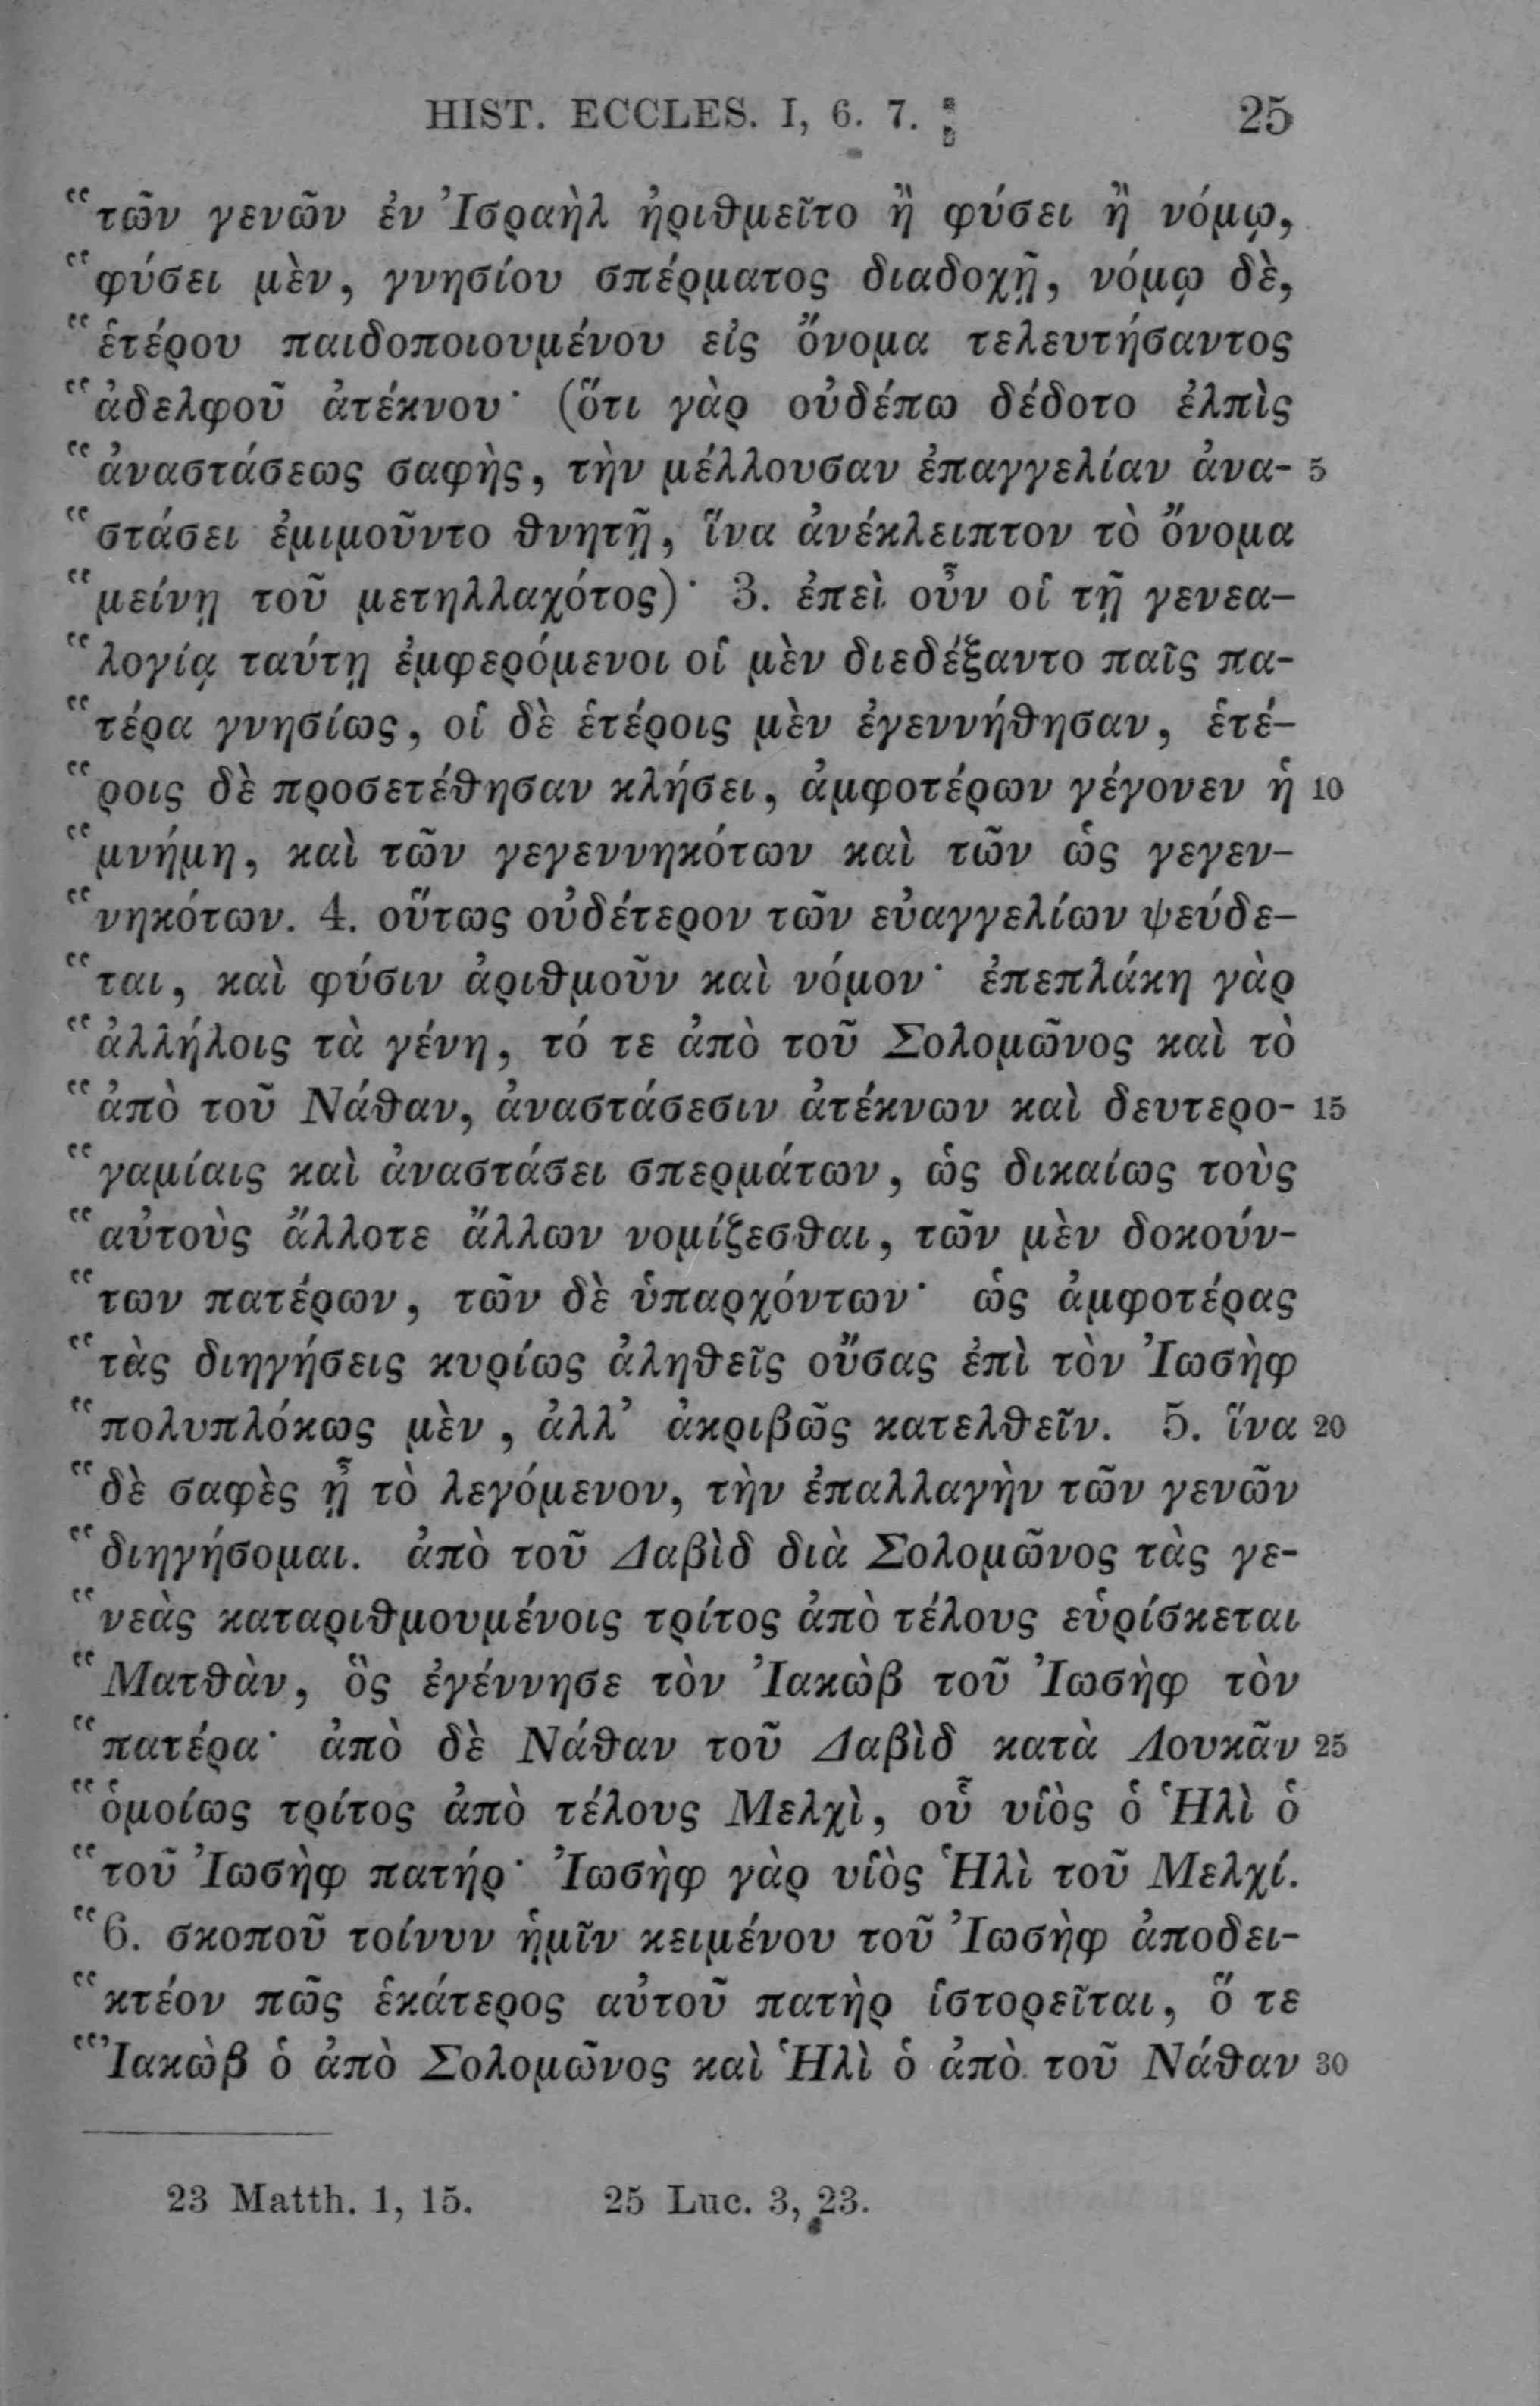 HIST. ECCLES. I, 6. 7. 25
“τῶν γενῶν ἐν Ἰσραὴλ ἠριθμεῖτο ἢ φύσει ἢ νόμῳ,
“φύσει μὲν, γνησίου σπέρματος διαδοχῇ, νόμῳ δὲ,
“ἑτέρου παιδοποιουμένου εἰς ὄνομα τελευτήσαντος
“ἀδελφοῦ ἀτέκνου· (ὅτι γὰρ οὐδέπω δέδοτο ἐλπὶς
“ἀναστάσεως σαφὴς, τὴν μέλλουσαν ἐπαγγελίαν ἀνα- 5
“στάσει ἐμιμοῦντο θνητῇ, ἵνα ἀνέκλειπτον τὸ ὄνομα
“μείνῃ τοῦ μετηλλαχότος)· 3. ἐπεὶ οὖν οἱ τῇ γενεα-
“λογίᾳ ταύτῃ ἐμφερόμενοι οἱ μὲν διεδέξαντο παῖς πα-
“τέρα γνησίως, οἱ δὲ ἑτέροις μὲν ἐγεννήθησαν, ἑτέ-
“ροις δὲ προσετέθησαν κλήσει, ἀμφοτέρων γέγονεν ἡ 10
“μνήμη, καὶ τῶν γεγεννηκότων καὶ τῶν ὡς γεγεν-
“νηκότων. 4. οὕτως οὐδέτερον τῶν εὐαγγελίων ψεύδε-
“ται, καὶ φύσιν ἀριθμοῦν καὶ νόμον· ἐπεπλάκη γὰρ
“ἀλλήλοις τὰ γένη, τό τε ἀπὸ τοῦ Σολομῶνος καὶ τὸ
“ἀπὸ τοῦ Νάθαν, ἀναστάσεσιν ἀτέκνων καὶ δευτερο- 15
“γαμίαις καὶ ἀναστάσει σπερμάτων, ὡς δικαίως τοὺς
“αὐτοὺς ἄλλοτε ἄλλων νομίζεσθαι, τῶν μὲν δοκούν-
“των πατέρων, τῶν δὲ ὑπαρχόντων· ὡς ἀμφοτέρας
“τὰς διηγήσεις κυρίως ἀληθεῖς οὔσας ἐπὶ τὸν Ἰωσὴφ
“πολυπλόκως μὲν, ἀλλ’ ἀκριβῶς κατελθεῖν. 5. ἵνα 20
“δὲ σαφὲς ᾖ τὸ λεγόμενον, τὴν ἐπαλλαγὴν τῶν γενῶν
“διηγήσομαι. ἀπὸ τοῦ Δαβὶδ διὰ Σολομῶνος τὰς γε-
“νεὰς καταριθμουμένοις τρίτος ἀπὸ τέλους εὑρίσκεται
“Ματθὰν, ὃς ἐγέννησε τὸν Ἰακὼβ τοῦ Ἰωσὴφ τὸν
“πατέρα· ἀπὸ δὲ Νάθαν τοῦ Δαβὶδ κατὰ Λουκᾶν 25
“ὁμοίως τρίτος ἀπὸ τέλους Μελχὶ, οὗ υἱὸς ὁ Ἡλὶ ὁ
“τοῦ Ἰωσὴφ πατήρ· Ἰωσὴφ γὰρ υἱὸς Ἡλὶ τοῦ Μελχί.
“6. σκοποῦ τοίνυν ἡμῖν κειμένου τοῦ Ἰωσὴφ ἀποδει-
“κτέον πῶς ἑκάτερος αὐτοῦ πατὴρ ἱστορεῖται, ὅ τε
“Ἰακὼβ ὁ ἀπὸ Σολομῶνος καὶ Ἡλὶ ὁ ἀπὸ τοῦ Νάθαν 30
23 Matth. 1, 15. 25 Luc. 3, 23.